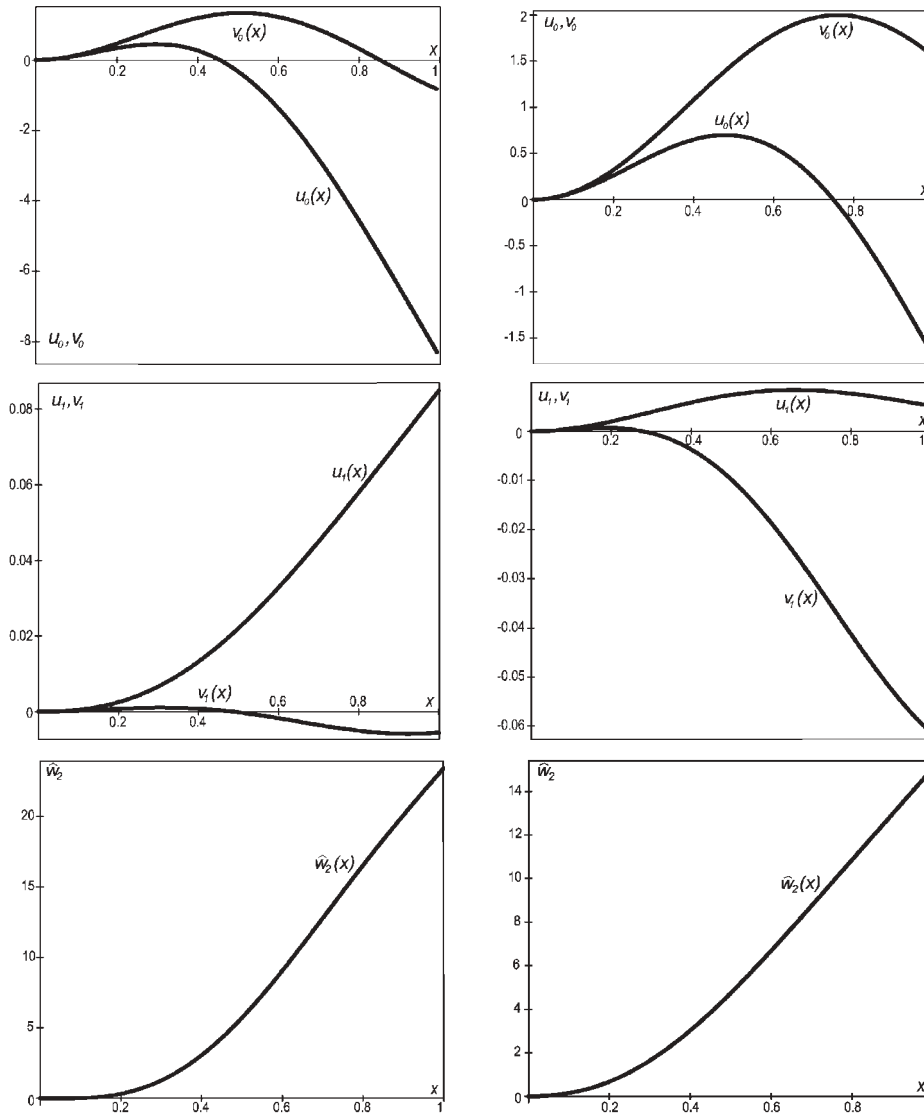 v₀(x)
x
0
0.2
0.4
0.6
0.8
1
-2
u₀(x)
-4
-6
-8
u₀,v₀
2
u₀,v₀
v₀(x)
1.5
1
u₀(x)
0.5
x
0
0.2
0.4
0.6
0.8
-0.5
-1
-1.5
0.08
u₁,v₁
u₁(x)
0.06
0.04
0.02
v₁(x)
0.6
0.8
x
0
0.2
0.4
u₁,v₁
u₁(x)
x
0
0.2
0.4
0.6
0.8
1
-0.01
-0.02
-0.03
v₁(x)
-0.04
-0.05
-0.06
ŵ₂
20
ŵ₂(x)
15
10
5
x
0
0.2
0.4
0.6
0.8
1
ŵ₂
14
12
ŵ₂(x)
10
8
6
4
2
x
0
0.2
0.4
0.6
0.8